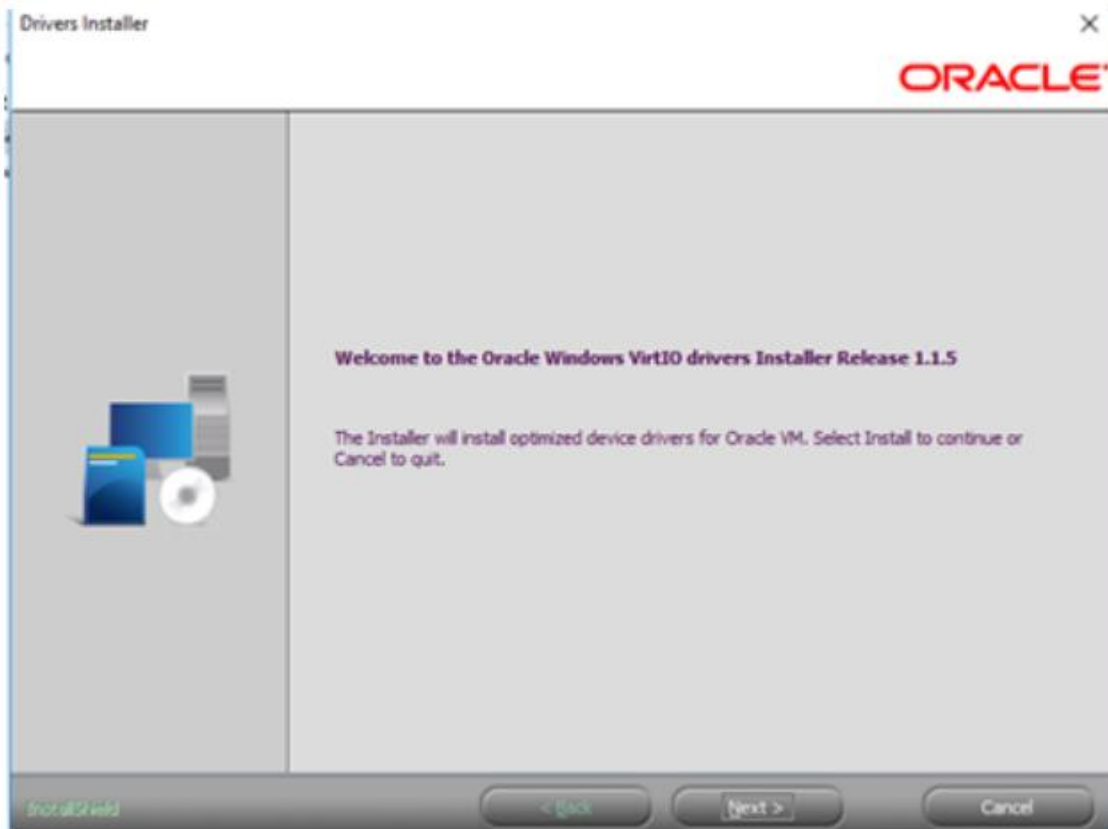 Drivers Installer
ORACLE
Welcome to the Oracle Windows VirtIO drivers Installer Release 1.1.5
The Installer will install optimized device drivers for Oracle VM. Select Install to continue or
Cancel to quit.
InstallShield
< Back
Next >
Cancel